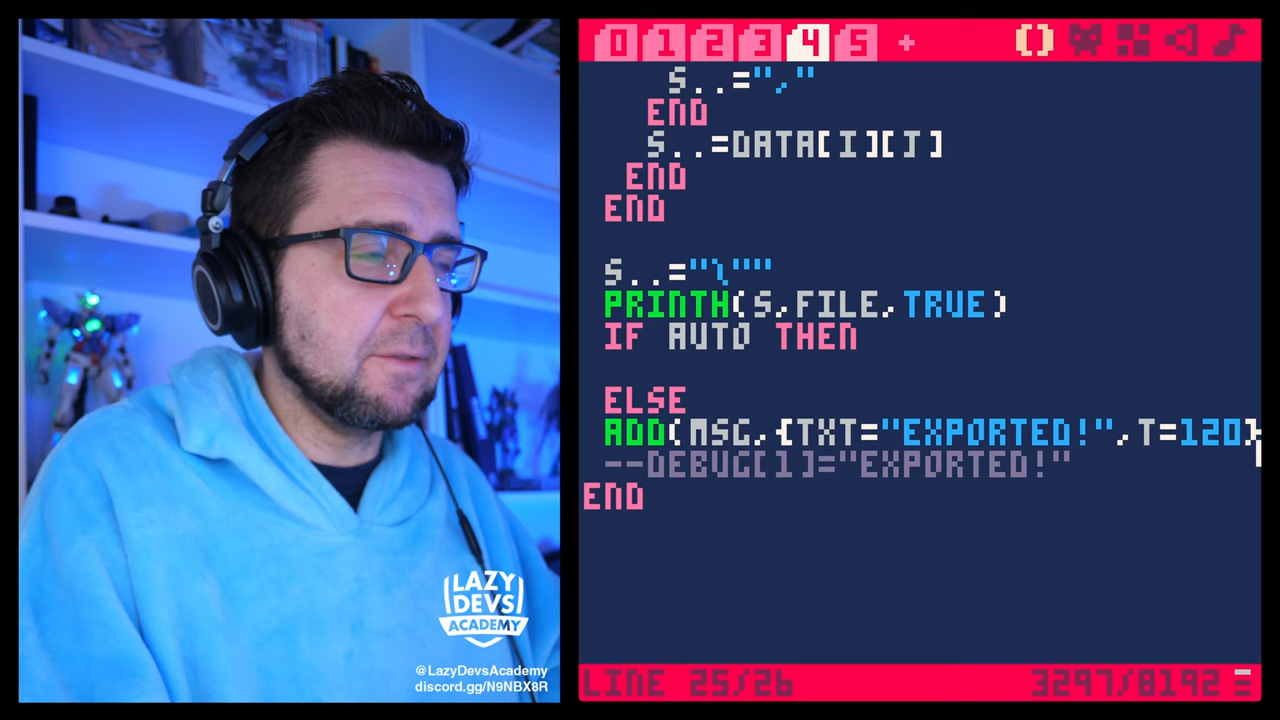 LAZY
DEVS
ACADEMY
@LazyDevsAcademy
discord.gg/N9NBX8R
0 1 2 3 4 5 +
S..=","
END
S..=DATA[I][J]
END
END
S..="\""
PRINTH(S,FILE,TRUE)
IF AUTO THEN
ELSE
ADD(MSG,{TXT="EXPORTED!",T=120}
--DEBUG[1]="EXPORTED!"
END
LINE 25/26
3297/8192